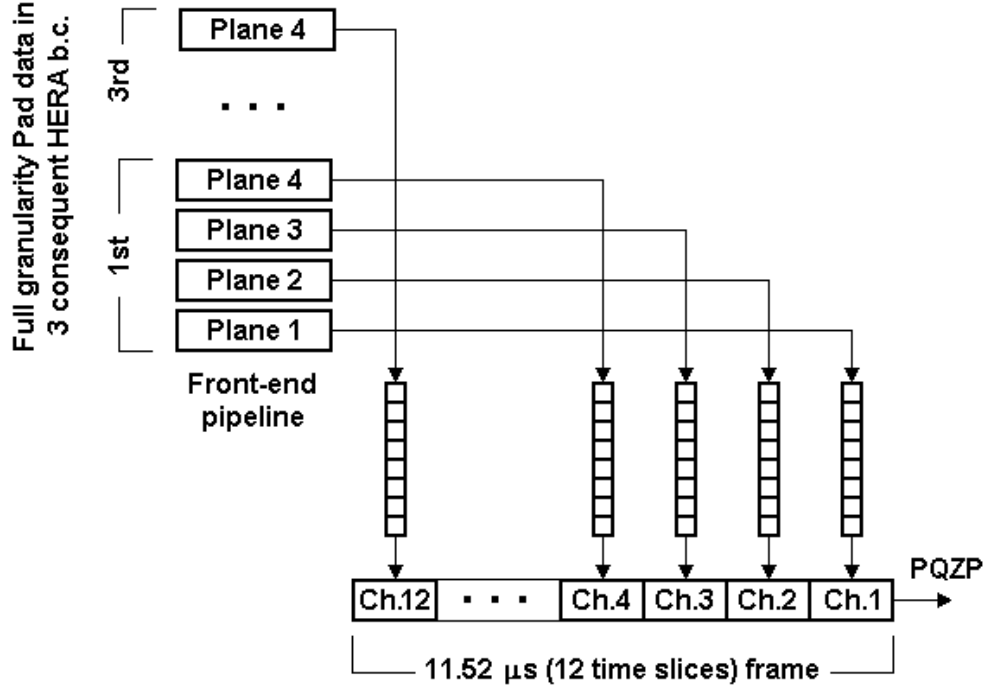 Full granularity Pad data in
3 consequent HERA b.c.
3rd
Plane 4
. . .
1st
Plane 4
Plane 3
Plane 2
Plane 1
Front-end
pipeline
Ch.12 . . . Ch.4 Ch.3 Ch.2 Ch.1
PQZP
11.52 μs (12 time slices) frame